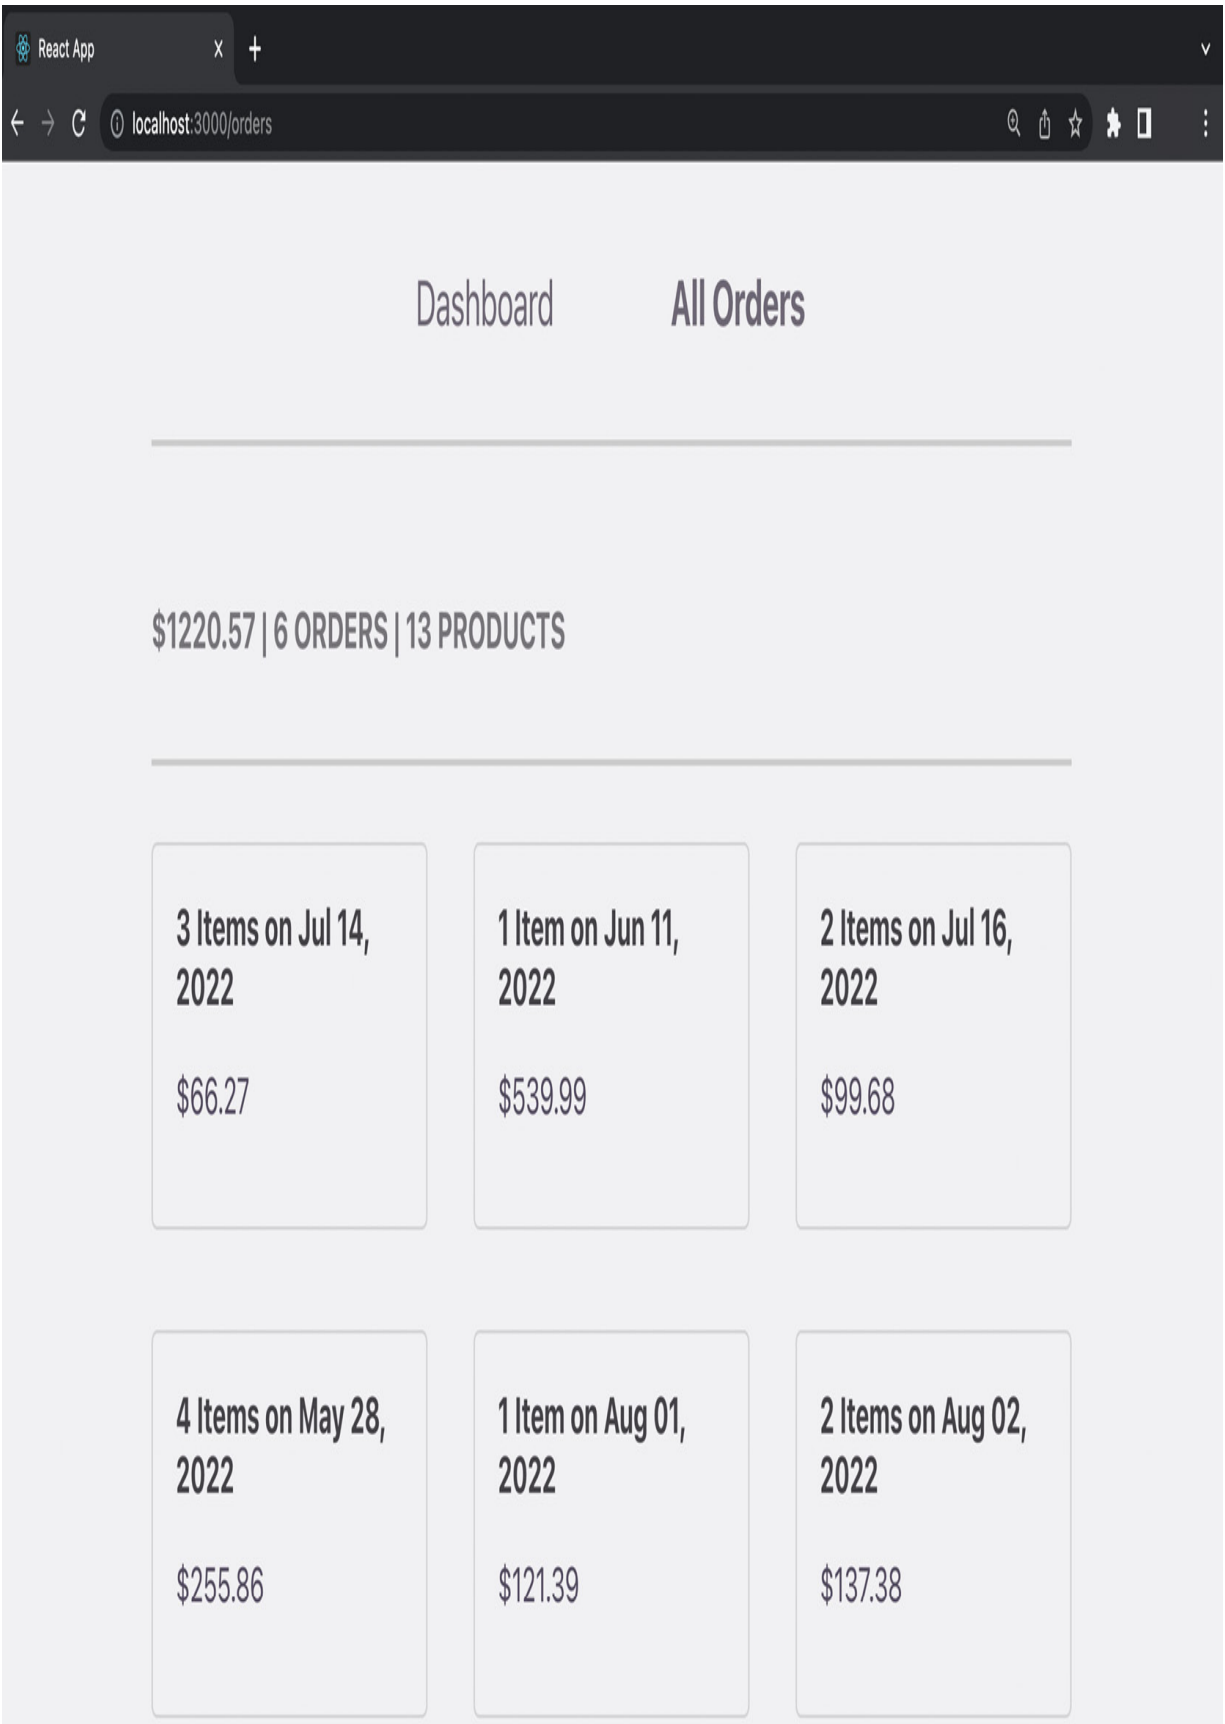 React App
localhost:3000/orders
Dashboard
All Orders
$1220.57 | 6 ORDERS | 13 PRODUCTS
3 Items on Jul 14,
2022
$66.27
1 Item on Jun 11,
2022
$539.99
2 Items on Jul 16,
2022
$99.68
4 Items on May 28,
2022
$255.86
1 Item on Aug 01,
2022
$121.39
2 Items on Aug 02,
2022
$137.38